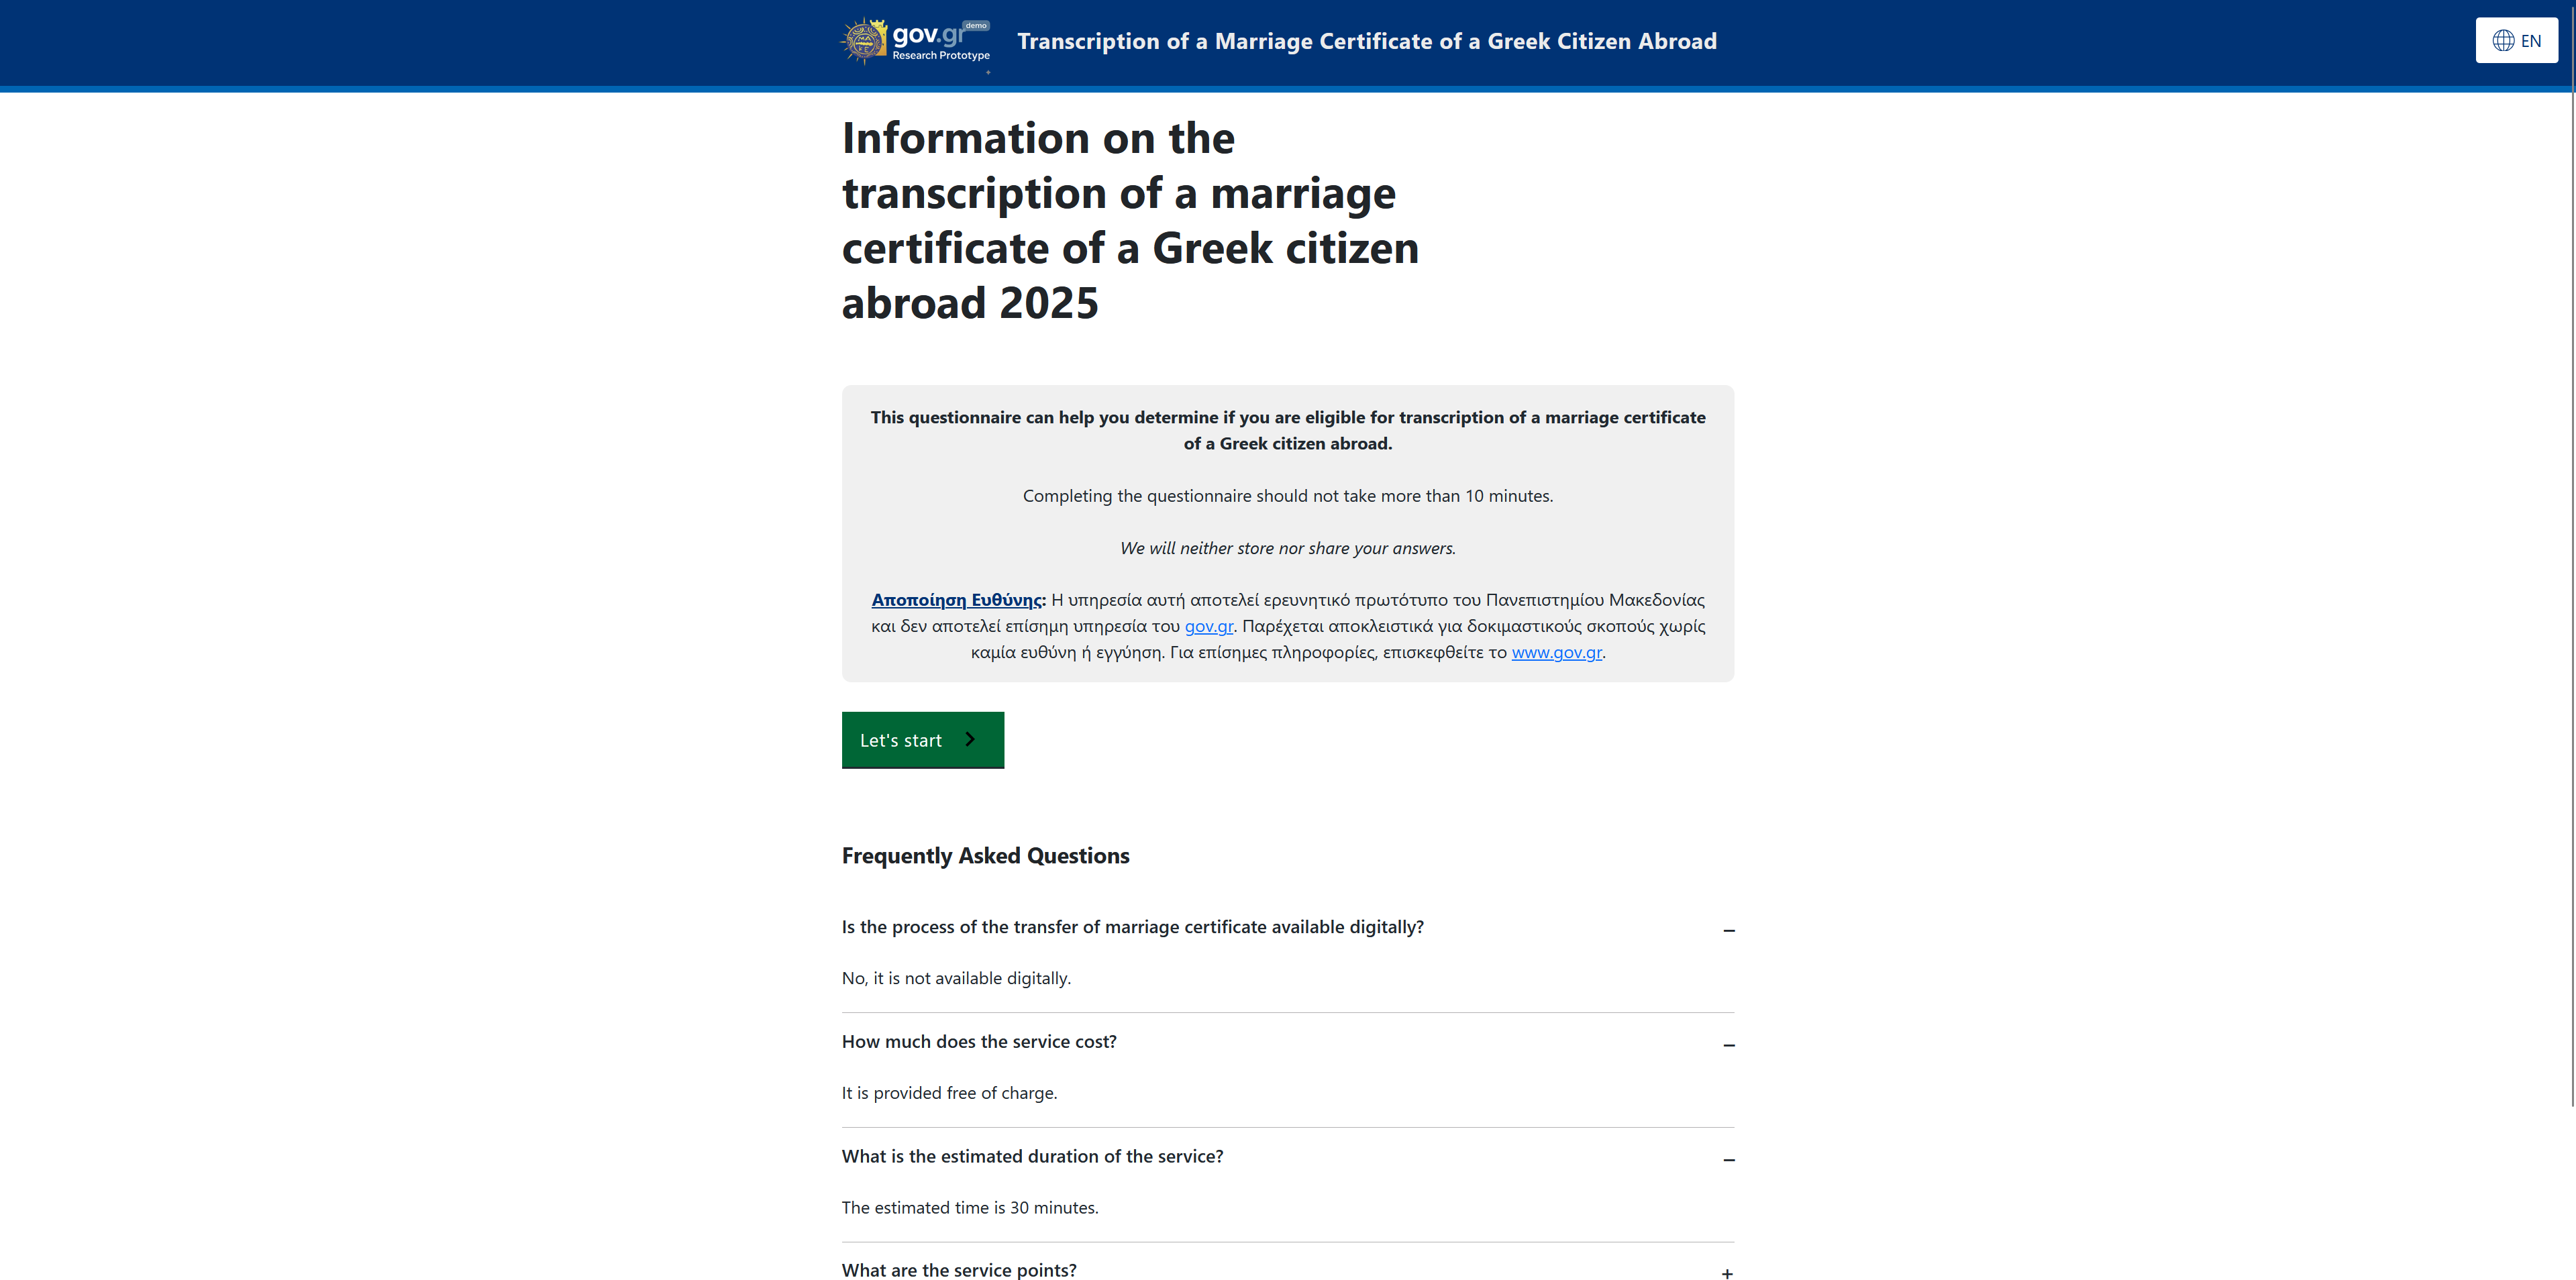 gov.gr demo
Research Prototype
Transcription of a Marriage Certificate of a Greek Citizen Abroad
EN
Information on the
transcription of a marriage
certificate of a Greek citizen
abroad 2025
This questionnaire can help you determine if you are eligible for transcription of a marriage certificate
of a Greek citizen abroad.
Completing the questionnaire should not take more than 10 minutes.
We will neither store nor share your answers.
Αποποίηση Ευθύνης: Η υπηρεσία αυτή αποτελεί ερευνητικό πρωτότυπο του Πανεπιστημίου Μακεδονίας
και δεν αποτελεί επίσημη υπηρεσία του gov.gr. Παρέχεται αποκλειστικά για δοκιμαστικούς σκοπούς χωρίς
καμία ευθύνη ή εγγύηση. Για επίσημες πληροφορίες, επισκεφθείτε το www.gov.gr.
Let's start
Frequently Asked Questions
Is the process of the transfer of marriage certificate available digitally?
No, it is not available digitally.
How much does the service cost?
It is provided free of charge.
What is the estimated duration of the service?
The estimated time is 30 minutes.
What are the service points?